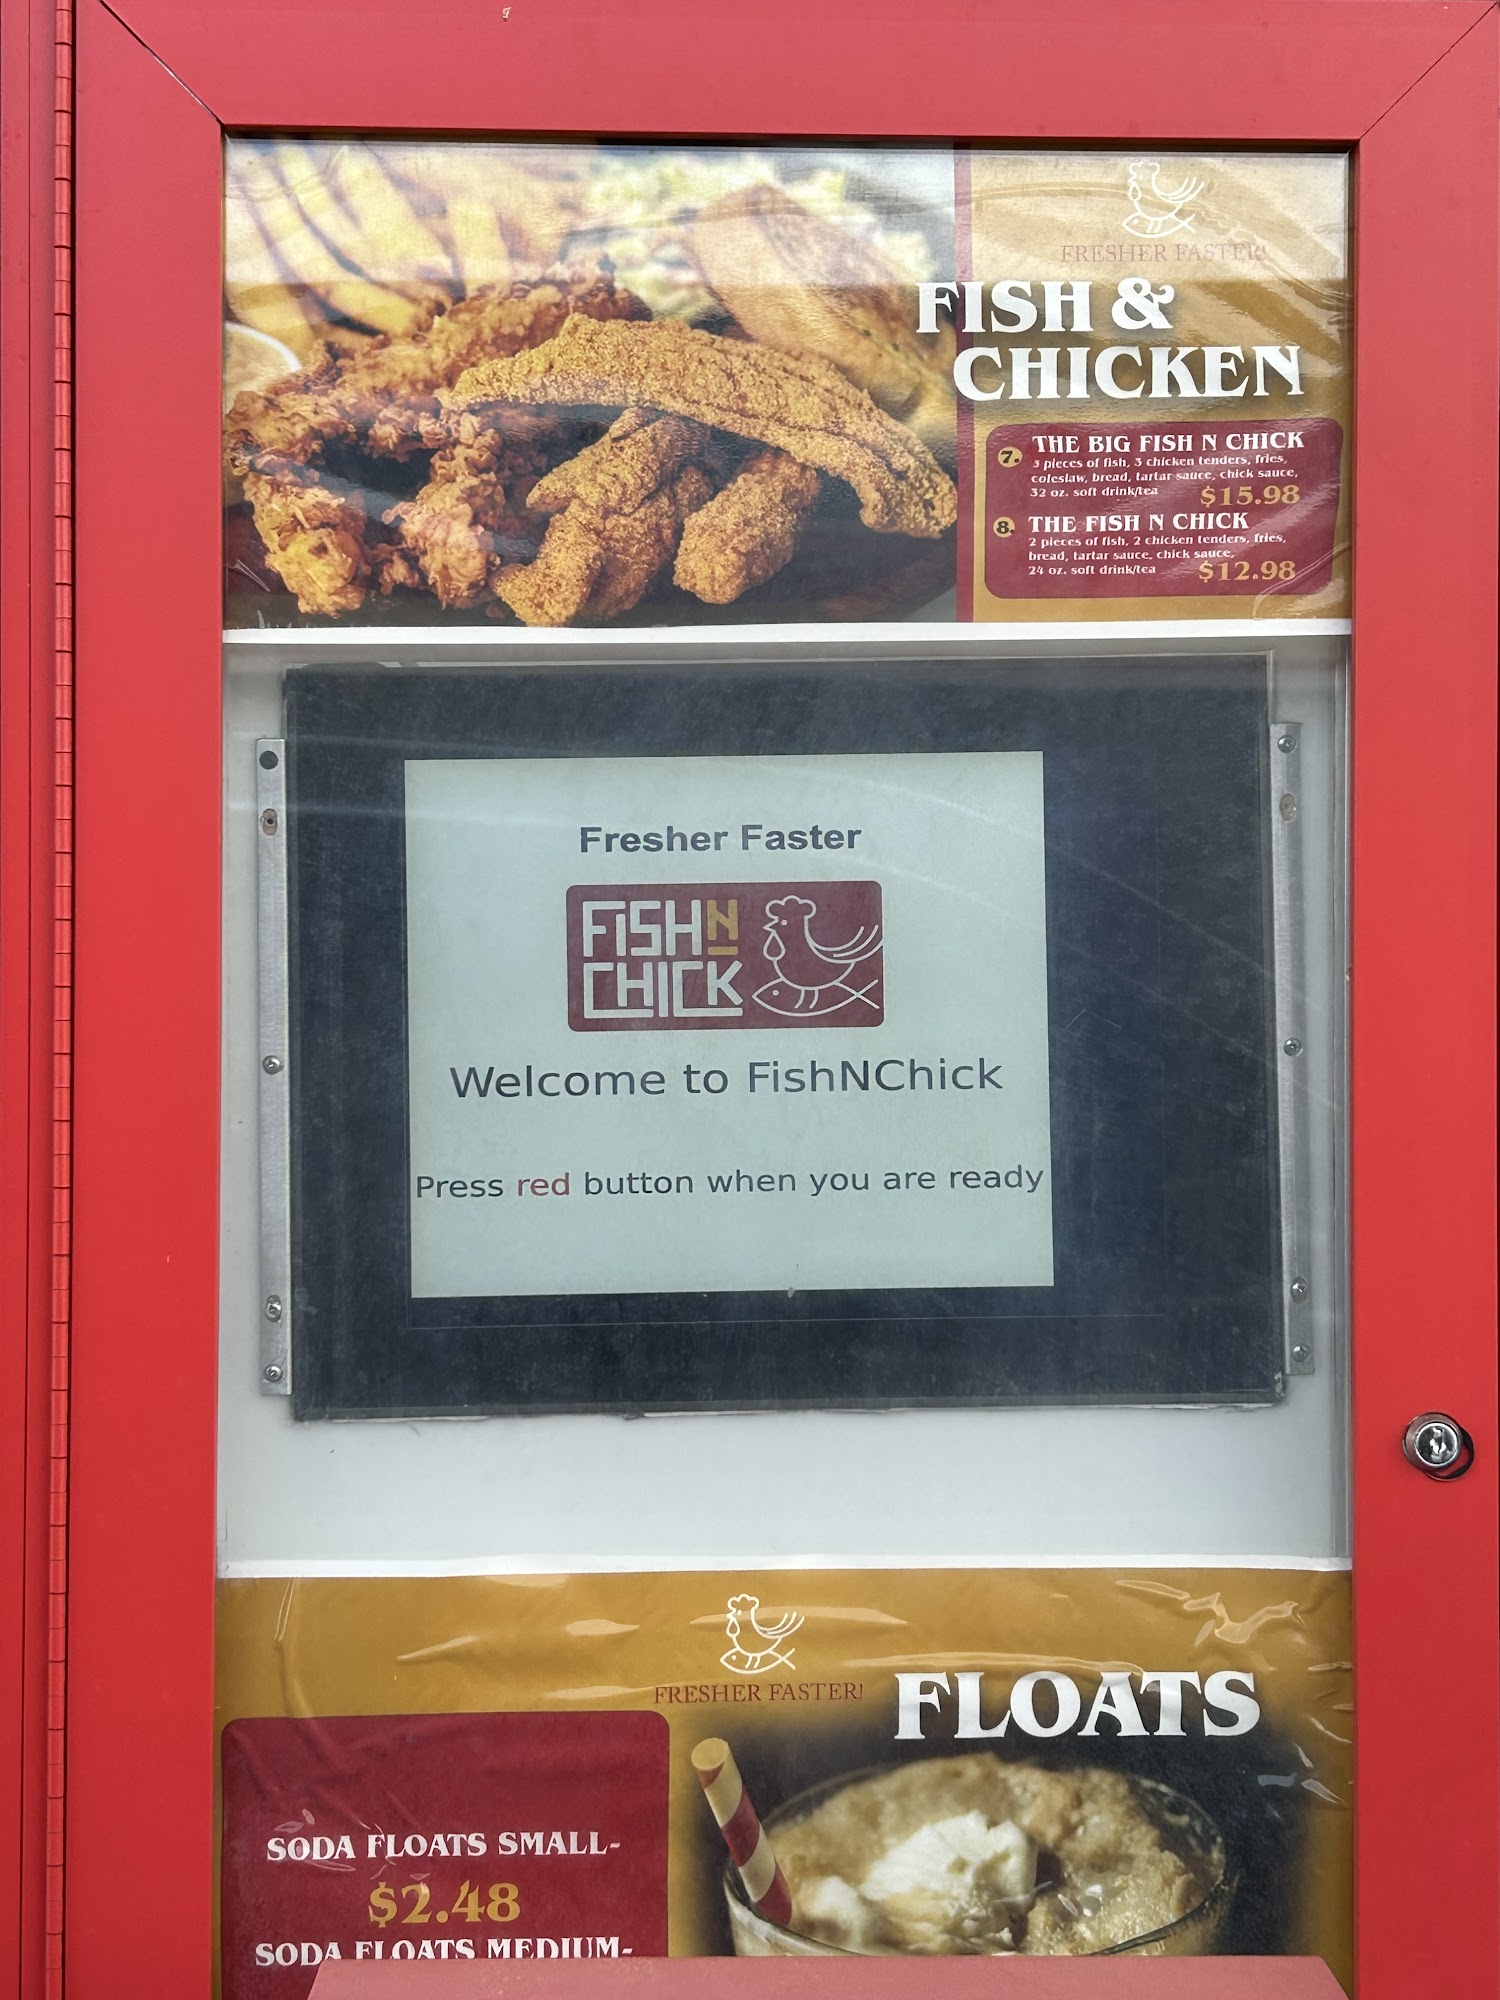 FRESHER FASTER!
FISH &
CHICKEN
7. THE BIG FISH N CHICK
3 pieces of fish, 3 chicken tenders, fries,
coleslaw, bread, tartar sauce, chick sauce,
32 oz. soft drink/tea $15.98
8. THE FISH N CHICK
2 pieces of fish, 2 chicken tenders, fries,
bread, tartar sauce, chick sauce,
24 oz. soft drink/tea $12.98
Fresher Faster
FISH N
CHICK
Welcome to FishNChick
Press red button when you are ready
FRESHER FASTER!
FLOATS
SODA FLOATS SMALL-
$2.48
SODA FLOATS MEDIUM-